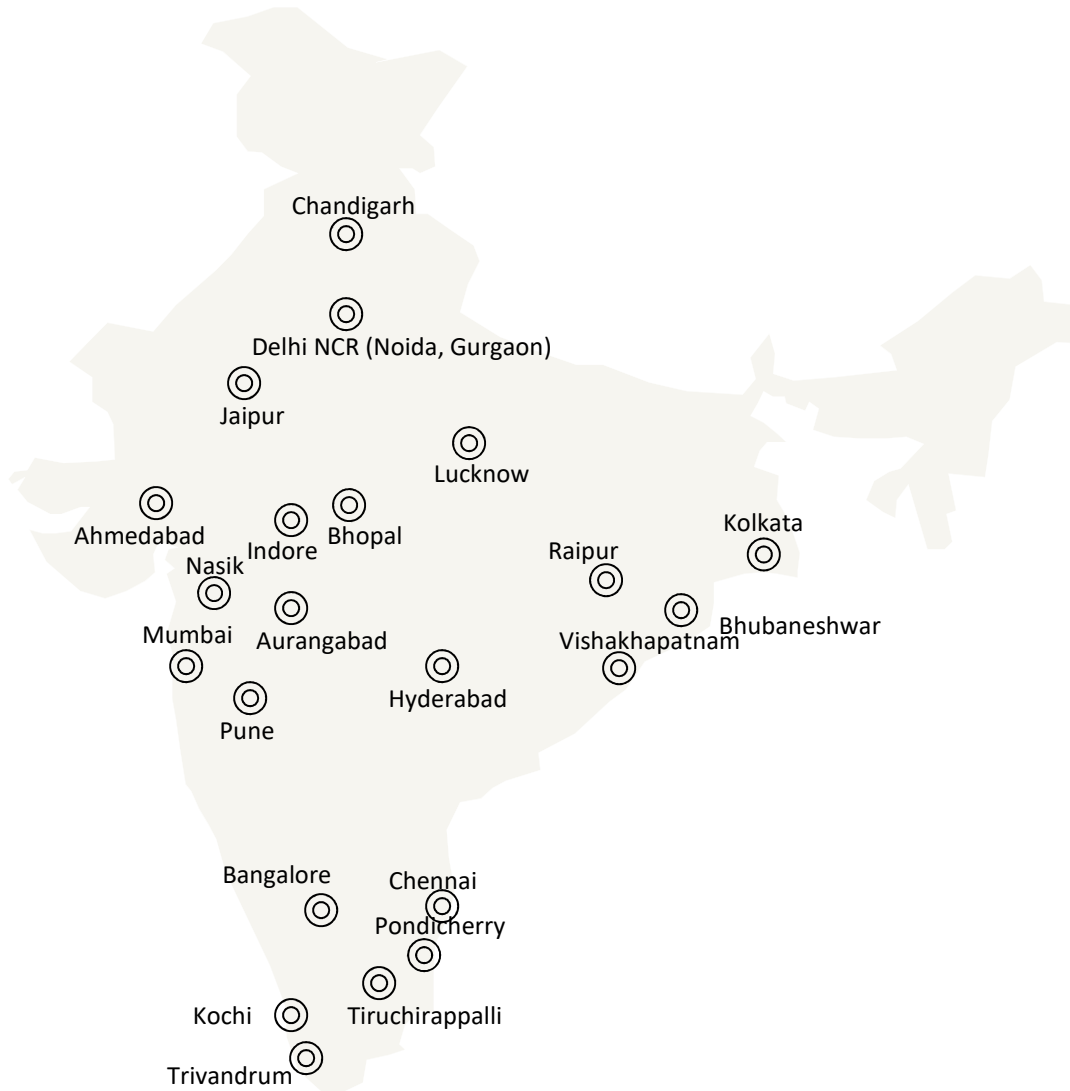 Chandigarh
Delhi NCR (Noida, Gurgaon)
Jaipur
Lucknow
Kolkata
Ahmedabad
Bhopal
Indore
Raipur
Nasik
Bhubaneshwar
Mumbai
Aurangabad
Vishakhapatnam
Hyderabad
Pune
Bangalore
Chennai
Pondicherry
Kochi
Tiruchirappalli
Trivandrum